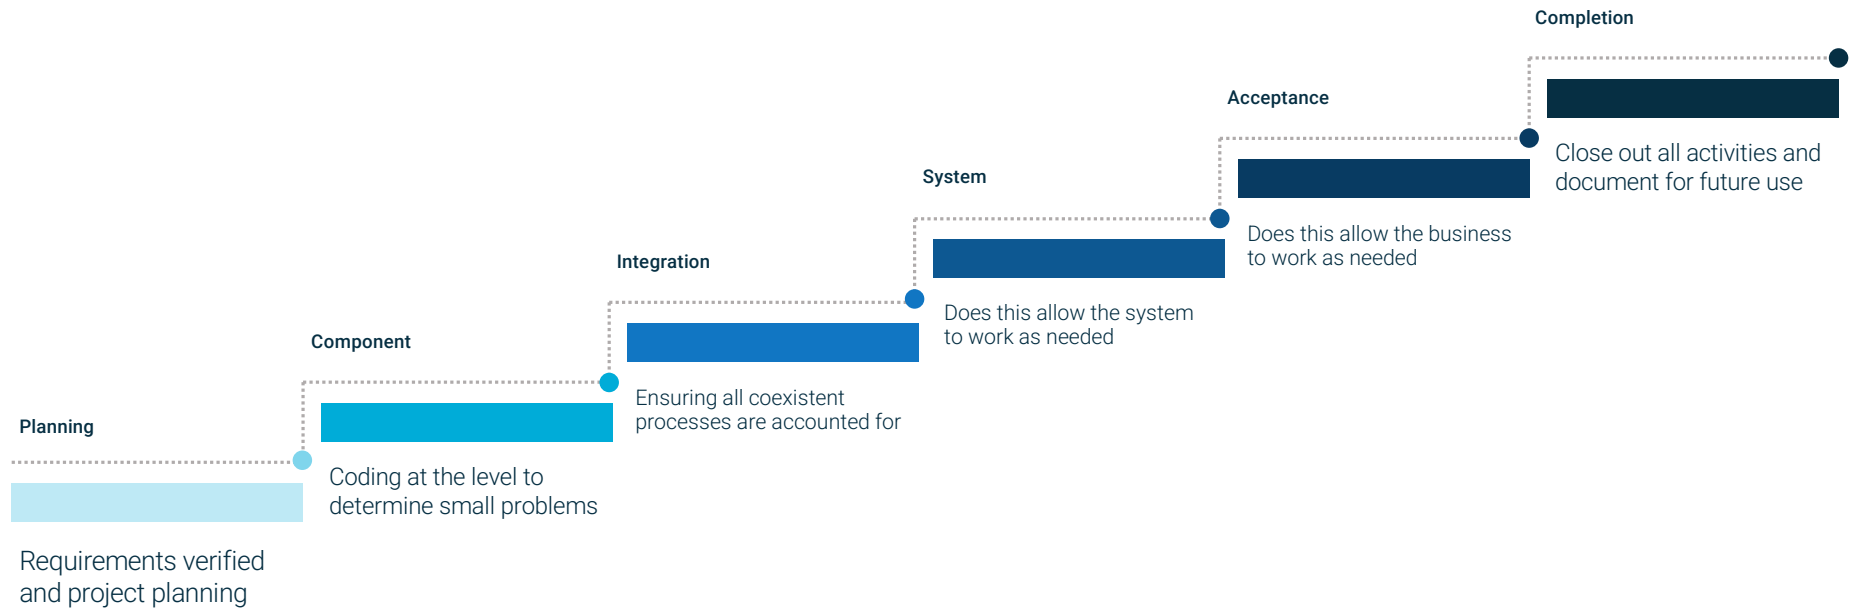 Planning
Requirements verified
and project planning
Component
Coding at the level to
determine small problems
Integration
Ensuring all coexistent
processes are accounted for
System
Does this allow the system
to work as needed
Acceptance
Does this allow the business
to work as needed
Completion
Close out all activities and
document for future use